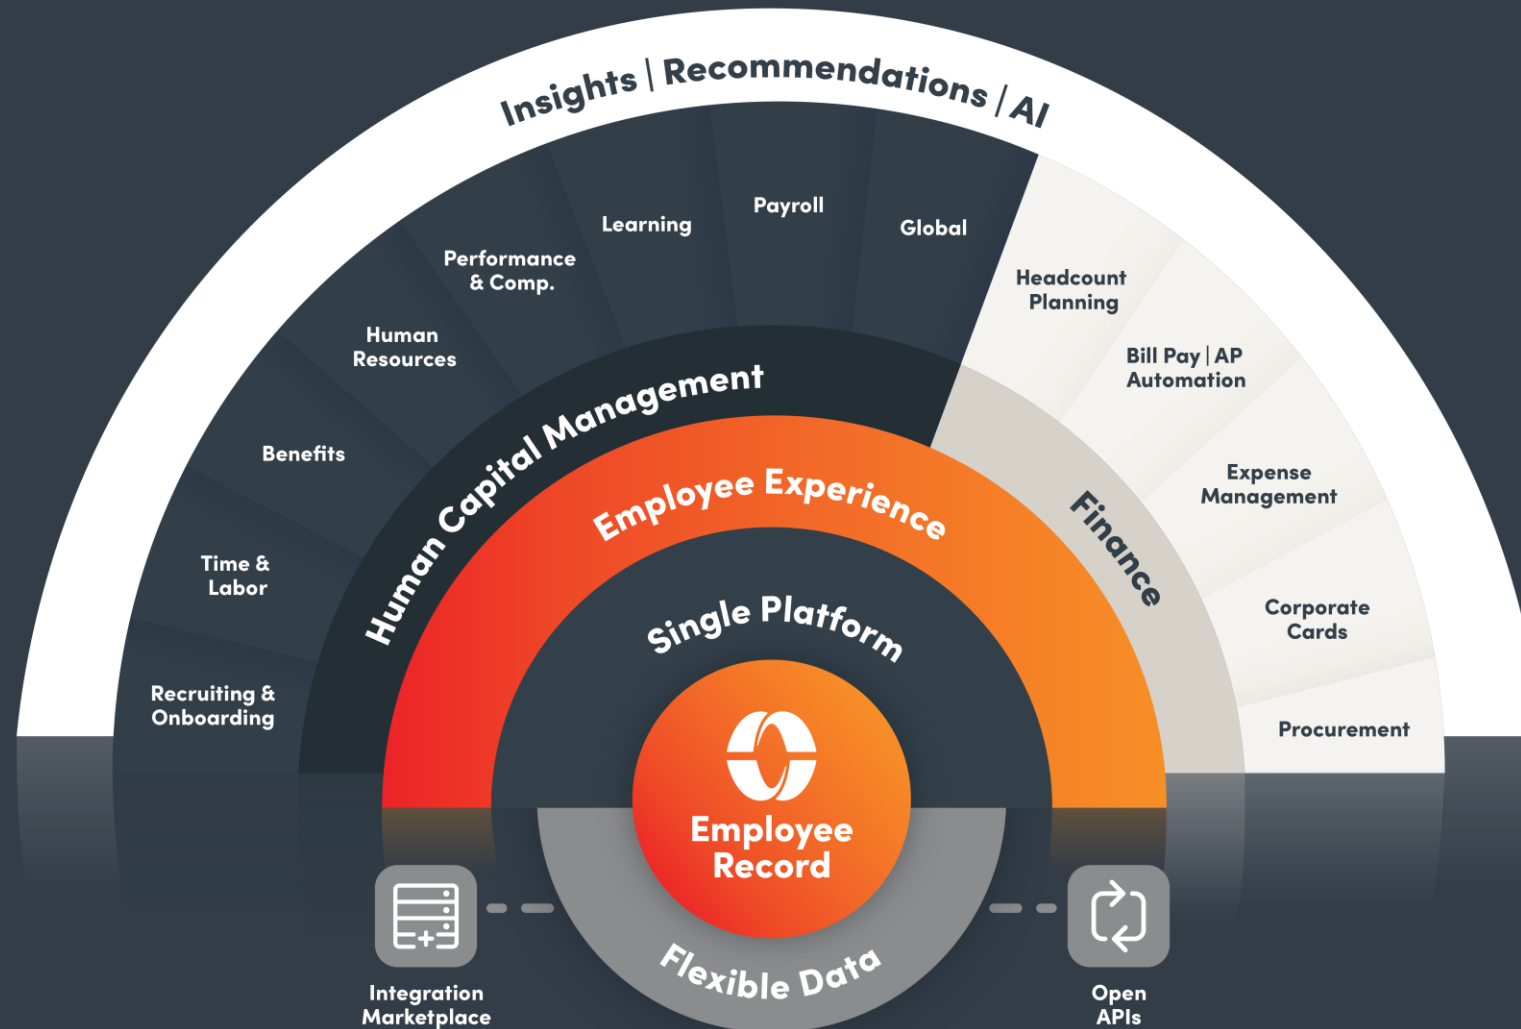 Insights | Recommendations | AI
Recruiting &
Onboarding
Time &
Labor
Benefits
Human
Resources
Performance
& Comp.
Learning
Payroll
Global
Headcount
Planning
Bill Pay | AP
Automation
Expense
Management
Corporate
Cards
Procurement
Human Capital Management
Finance
Employee Experience
Single Platform
Employee
Record
Flexible Data
Integration
Marketplace
Open
APIs